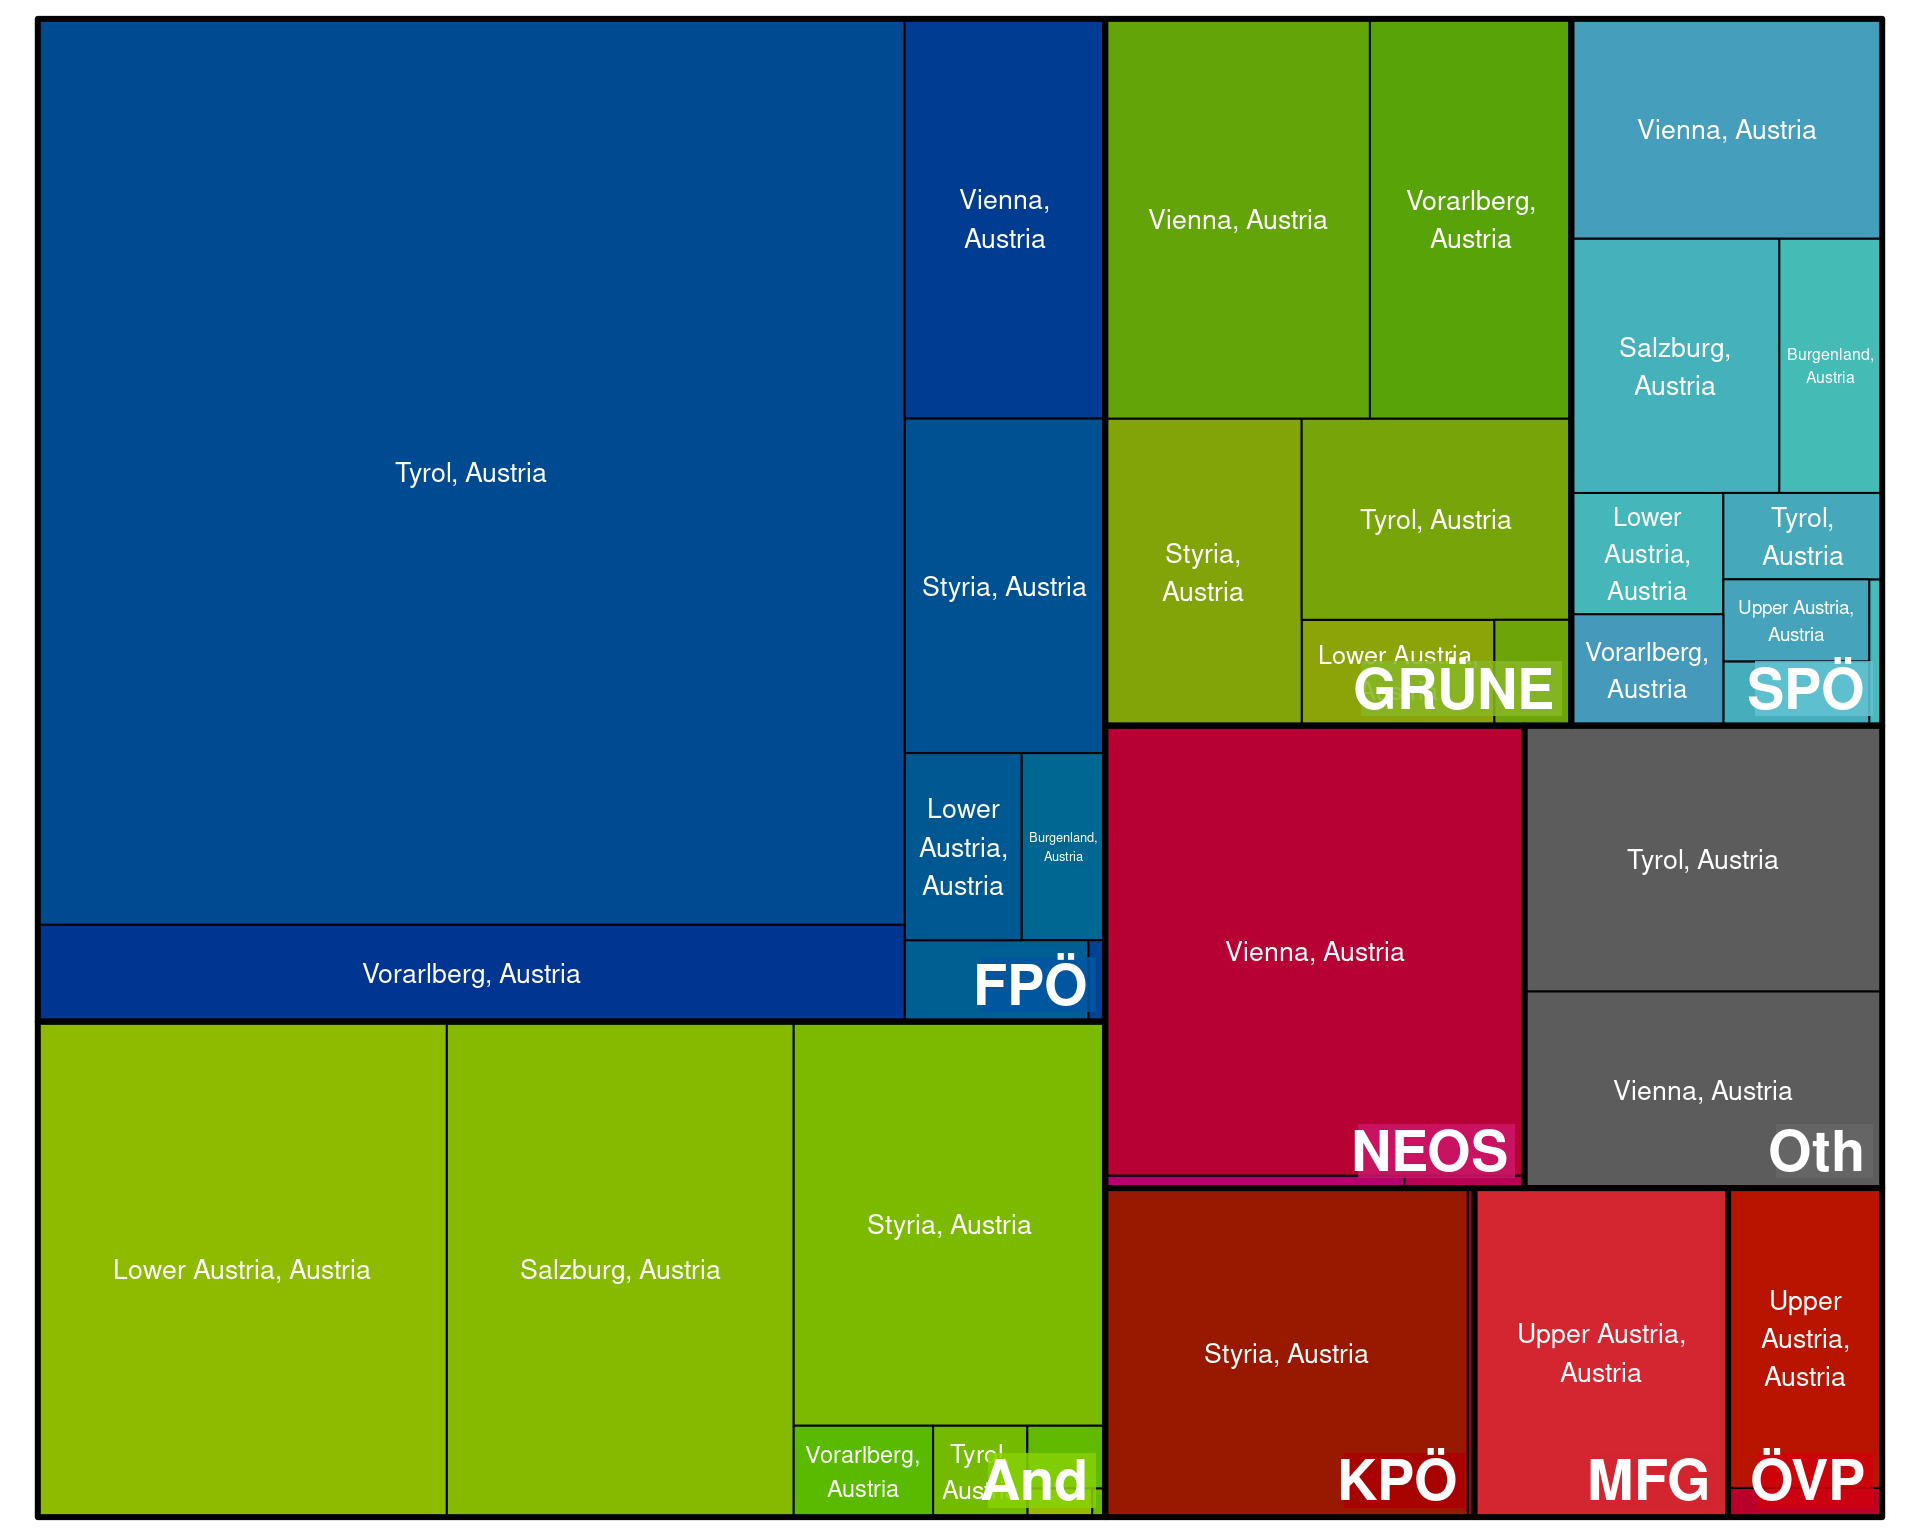 Tyrol, Austria
Vienna,
Austria
Styria, Austria
Lower
Austria,
Austria
Burgenland,
Austria
Vorarlberg, Austria
FPÖ
Vienna, Austria
Vorarlberg,
Austria
Styria,
Austria
Tyrol, Austria
Lower Austria,
GRÜNE
Vienna, Austria
Salzburg,
Austria
Burgenland,
Austria
Lower
Austria,
Austria
Tyrol,
Austria
Upper Austria,
Austria
Vorarlberg,
Austria
SPÖ
Vienna, Austria
NEOS
Tyrol, Austria
Vienna, Austria
Oth
Lower Austria, Austria
Salzburg, Austria
Styria, Austria
Vorarlberg,
Austria
Tyrol
And
Styria, Austria
KPÖ
Upper Austria,
Austria
MFG
Upper
Austria,
Austria
ÖVP